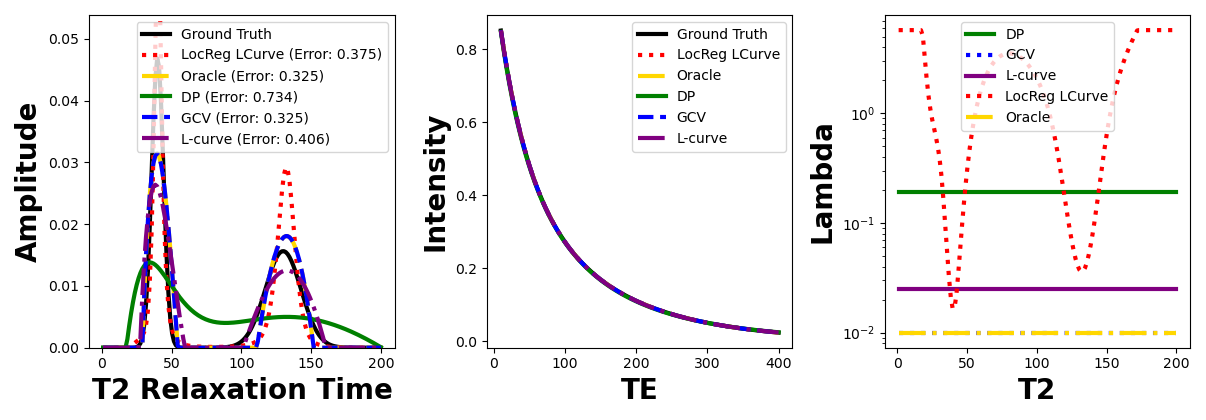 Amplitude
0.05
0.04
0.03
0.02
0.01
0.00
Ground Truth
LocReg LCurve (Error: 0.375)
Oracle (Error: 0.325)
DP (Error: 0.734)
GCV (Error: 0.325)
L-curve (Error: 0.406)
0 50 100 150 200
T2 Relaxation Time
Intensity
0.8
0.6
0.4
0.2
0.0
Ground Truth
LocReg LCurve
Oracle
DP
GCV
L-curve
0 100 200 300 400
TE
Lambda
10⁰
10⁻¹
10⁻²
DP
GCV
L-curve
LocReg LCurve
Oracle
0 50 100 150 200
T2